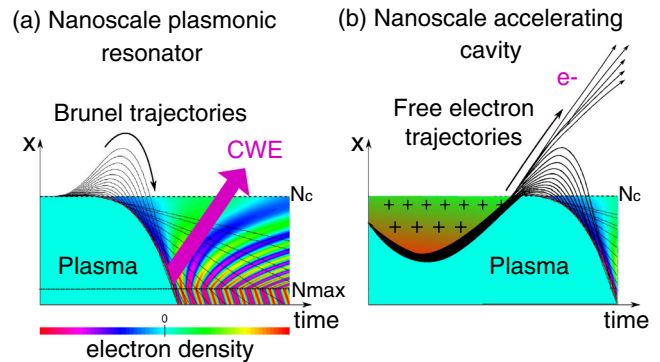 (a) Nanoscale plasmonic
resonator
Brunel trajectories
x
CWE
Nc
Plasma
Nmax
time
0
electron density
(b) Nanoscale accelerating
cavity
e-
Free electron
trajectories
x
Nc
+ + + + + + +
+ + + + +
Plasma
time